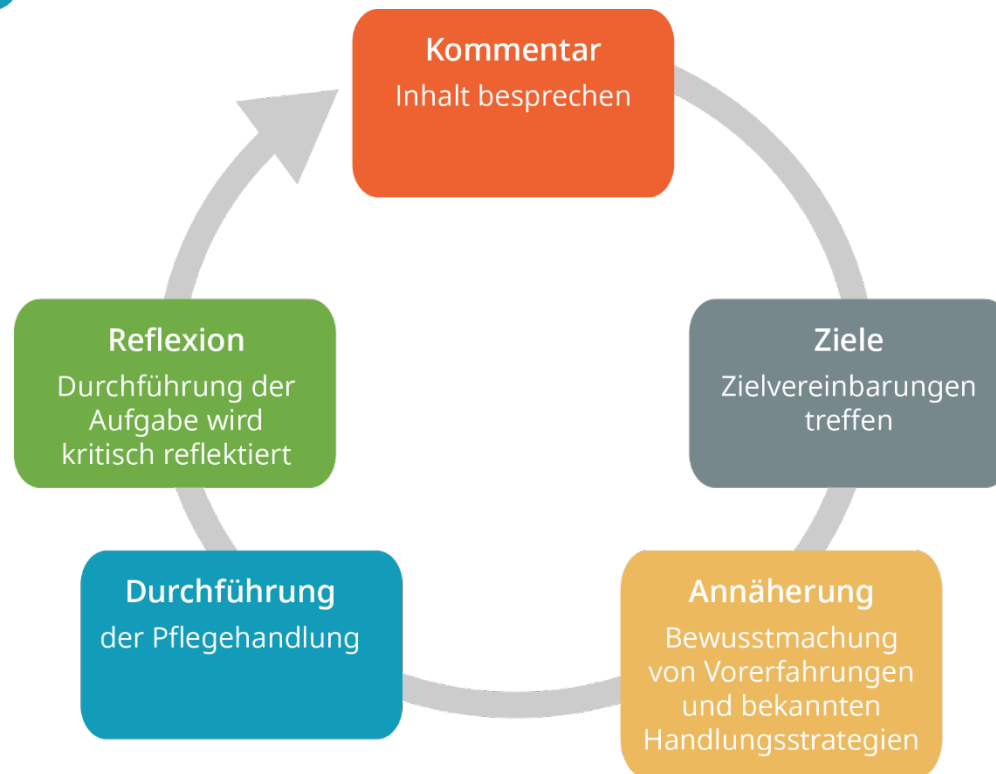 Kommentar
Inhalt besprechen
Ziele
Zielvereinbarungen
treffen
Annäherung
Bewusstmachung
von Vorerfahrungen
und bekannten
Handlungsstrategien
Durchführung
der Pflegehandlung
Reflexion
Durchführung der
Aufgabe wird
kritisch reflektiert